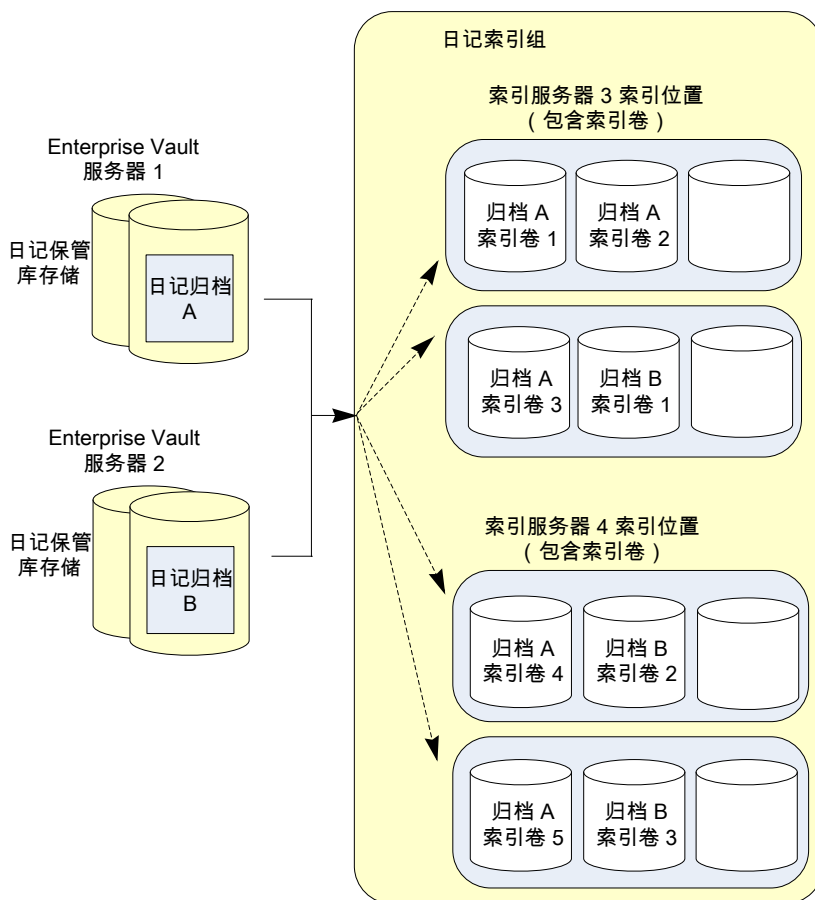 日记索引组
索引服务器 3 索引位置
（包含索引卷）
归档 A
索引卷 1
归档 A
索引卷 2
归档 A
索引卷 3
归档 B
索引卷 1
Enterprise Vault
服务器 1
日记保管
库存储
日记归档
A
Enterprise Vault
服务器 2
日记保管
库存储
日记归档
B
索引服务器 4 索引位置
（包含索引卷）
归档 A
索引卷 4
归档 B
索引卷 2
归档 A
索引卷 5
归档 B
索引卷 3